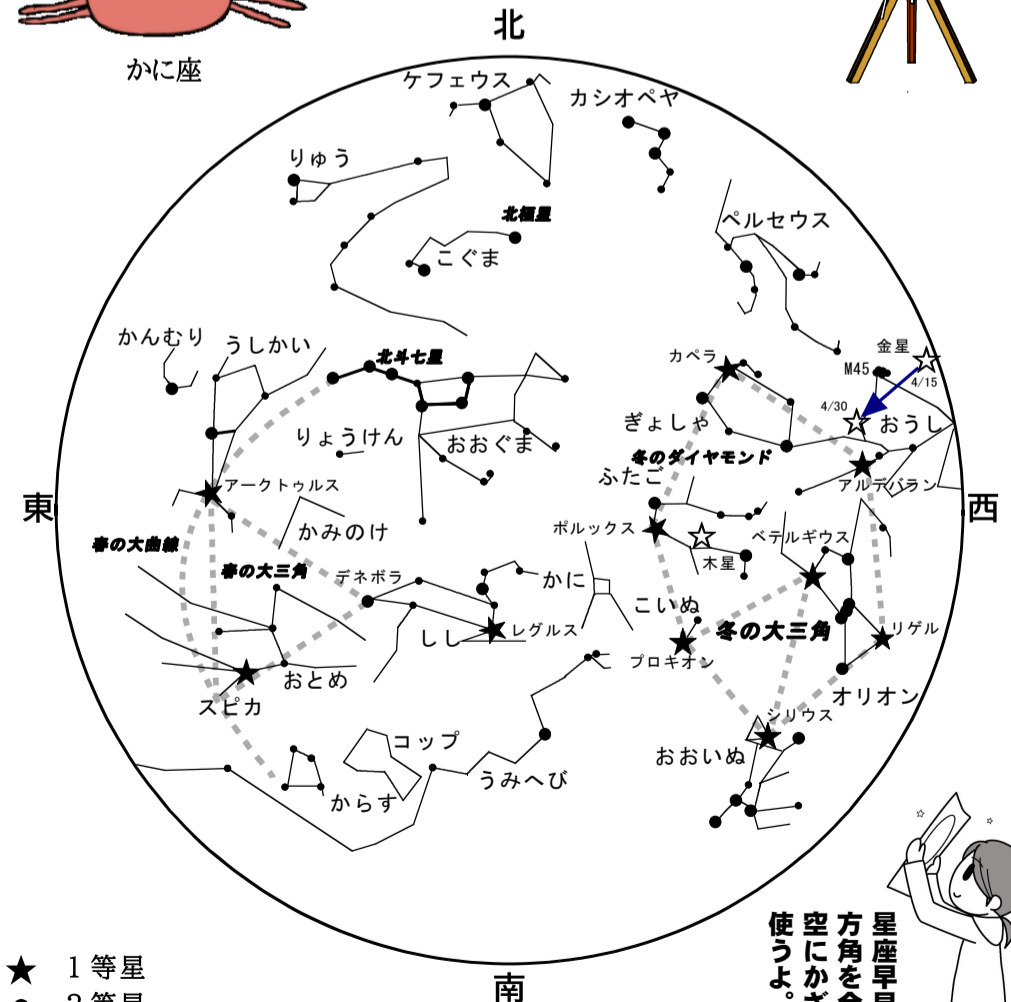 かに座
北
ケフェウス
カシオペヤ
りゅう
北極星
こぐま
ペルセウス
かんむり
うしかい
北斗七星
カペラ
金星
M45
4/15
4/30
おうし
ぎょしゃ
りょうけん
おおぐま
冬のダイヤモンド
ふたご
アルデバラン
アークトゥルス
東
西
かみのけ
ポルックス
ベテルギウス
木星
春の大曲線
春の大三角
デネボラ
かに
こいぬ
冬の大三角
リゲル
しし
レグルス
プロキオン
おとめ
オリオン
スピカ
シリウス
コップ
おおいぬ
うみへび
からす
南
★ 1等星
星座早見
方角を合
空にかざ
使うよ。